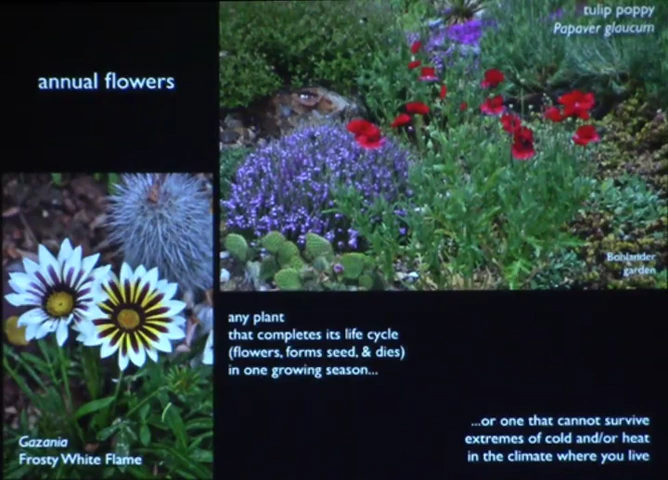 annual flowers
tulip poppy
Papaver glaucum
Bohlander
garden
any plant
that completes its life cycle
(flowers, forms seed, & dies)
in one growing season...
...or one that cannot survive
extremes of cold and/or heat
in the climate where you live
Gazania
Frosty White Flame